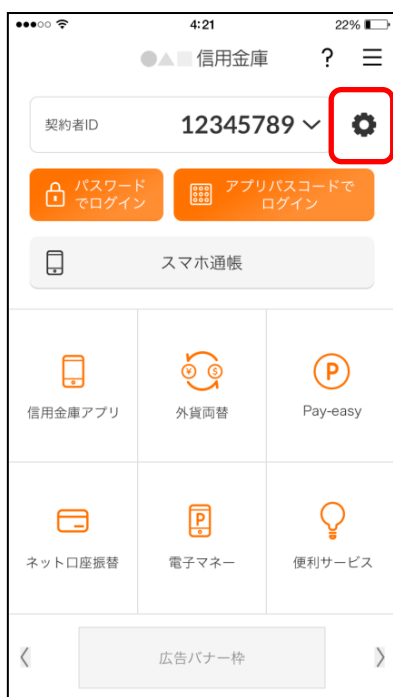 4:21
22%
●▲■信用金庫 ?
契約者ID 12345789
パスワード
でログイン
アプリパスコードで
ログイン
スマホ通帳
¥ $ P
信用金庫アプリ 外貨両替 Pay-easy
P
ネット口座振替 電子マネー 便利サービス
広告バナー枠